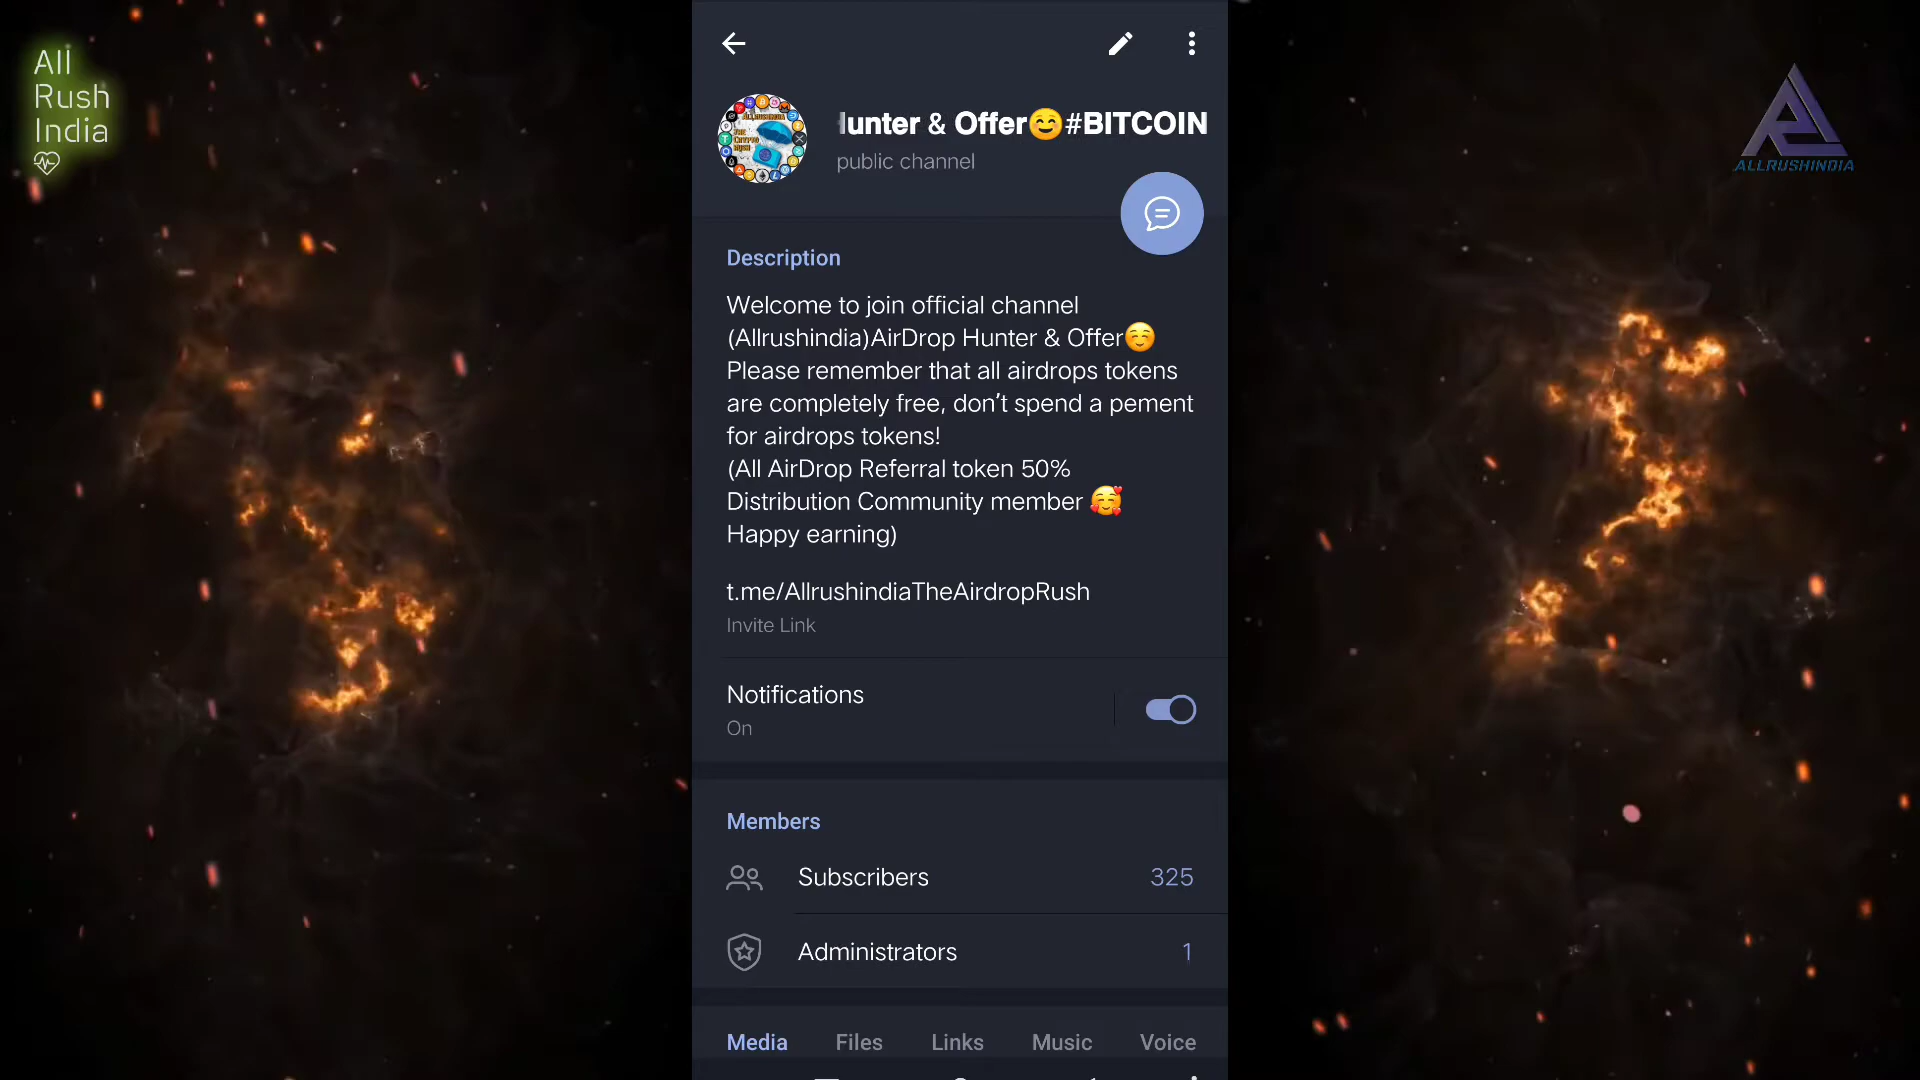 All
Rush
India
ALLRUSHINDIA
unter & Offer😊#BITCOIN
public channel
Description
Welcome to join official channel
(Allrushindia)AirDrop Hunter & Offer☺️
Please remember that all airdrops tokens
are completely free, don't spend a pement
for airdrops tokens!
(All AirDrop Referral token 50%
Distribution Community member 🥰
Happy earning)
t.me/AllrushindiaTheAirdropRush
Invite Link
Notifications
On
Members
Subscribers 325
Administrators 1
Media Files Links Music Voice